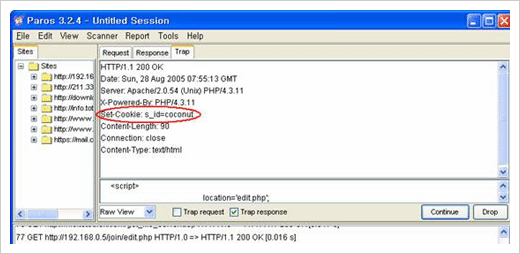 Paros 3.2.4 - Untitled Session
File Edit View Scanner Report Tools Help
Sites
Request Response Trap
Sites
http://192.16
http://211.33
http://downl
http://info.tot
http://www.
http://www.
https://mail.c
HTTP/1.1 200 OK
Date: Sun, 28 Aug 2005 07:55:13 GMT
Server: Apache/2.0.54 (Unix) PHP/4.3.11
X-Powered-By: PHP/4.3.11
Set-Cookie: s_id=coconut
Content-Length: 90
Connection: close
Content-Type: text/html
<script>
location='edit.php';
Raw View Trap request Trap response Continue Drop
77 GET http://192.168.0.5/join/edit.php HTTP/1.0 => HTTP/1.1 200 OK [0.016 s]